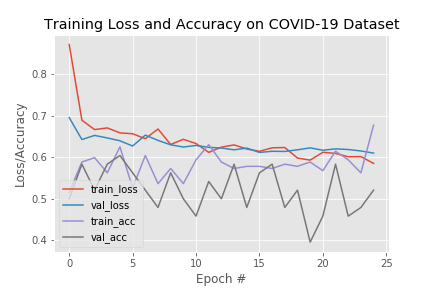 Training Loss and Accuracy on COVID-19 Dataset
Loss/Accuracy
0.8
0.7
0.6
0.5
0.4
train_loss
val_loss
train_acc
val_acc
0 5 10 15 20 25
Epoch #